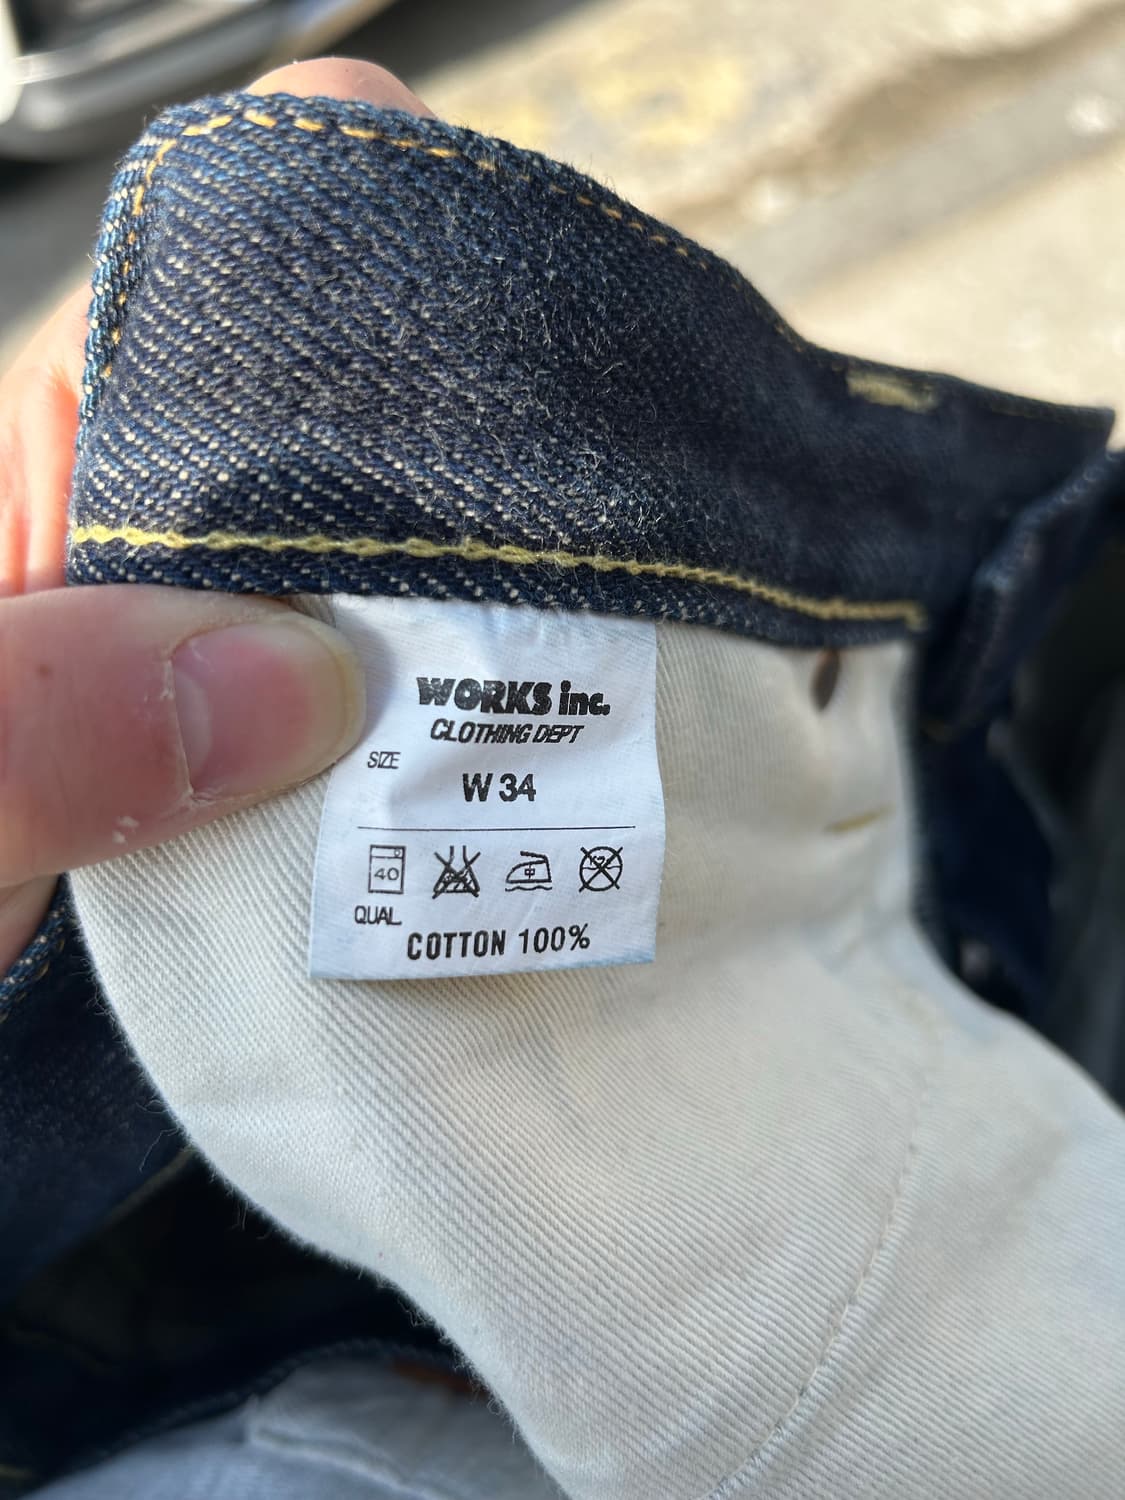 WORKS inc.
CLOTHING DEPT
SIZE
W 34
40
QUAL
COTTON 100%